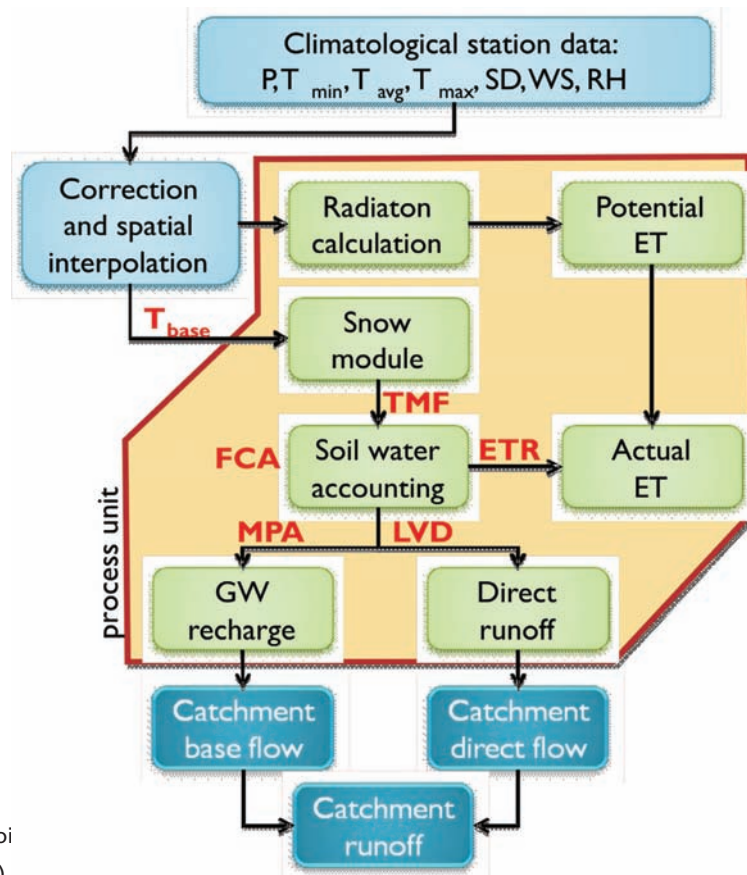 Climatological station data:
P, T min, T avg, T max, SD, WS, RH
Correction
and spatial
interpolation
Radiaton
calculation
Potential
ET
T base
Snow
module
TMF
FCA
Soil water
accounting
ETR
Actual
ET
MPA
LVD
process unit
GW
recharge
Direct
runoff
Catchment
base flow
Catchment
direct flow
Catchment
runoff